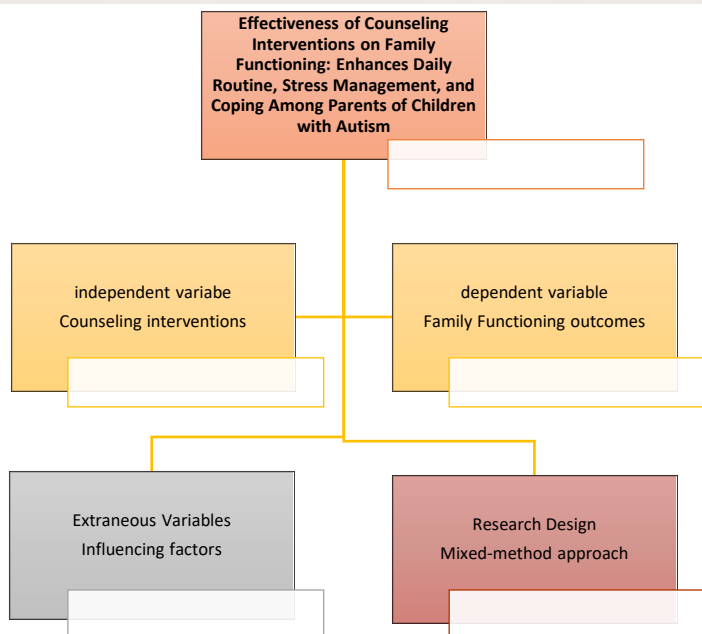 Effectiveness of Counseling
Interventions on Family
Functioning: Enhances Daily
Routine, Stress Management, and
Coping Among Parents of Children
with Autism
independent variabe
Counseling interventions
dependent variable
Family Functioning outcomes
Extraneous Variables
Influencing factors
Research Design
Mixed-method approach